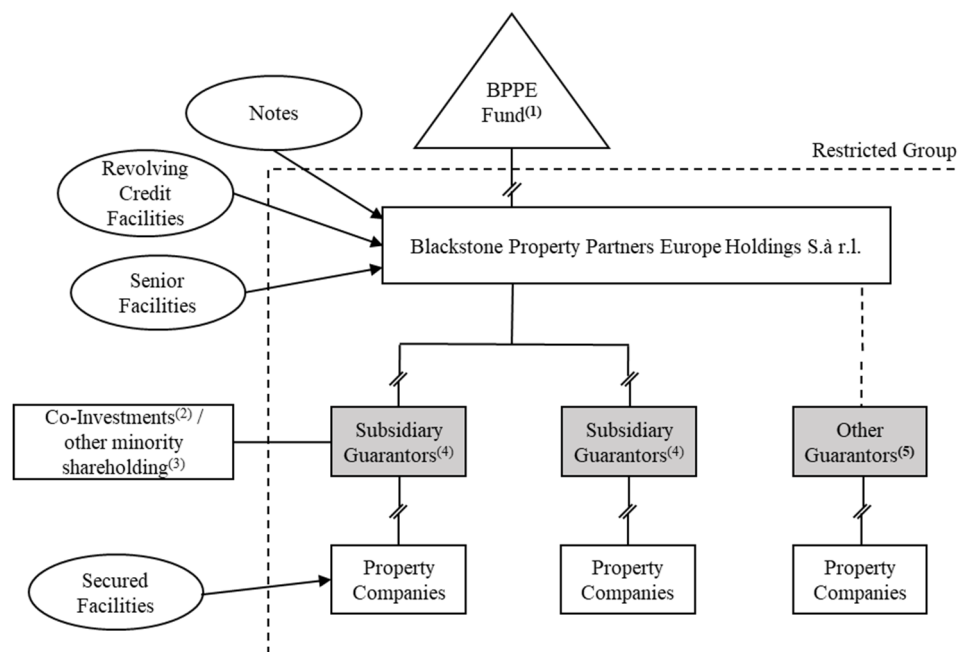 BPPE
Fund(1)
Notes
Restricted Group
Revolving
Credit
Facilities
Blackstone Property Partners Europe Holdings S.à r.l.
Senior
Facilities
Co-Investments(2) /
other minority
shareholding(3)
Subsidiary
Guarantors(4)
Subsidiary
Guarantors(4)
Other
Guarantors(5)
Secured
Facilities
Property
Companies
Property
Companies
Property
Companies